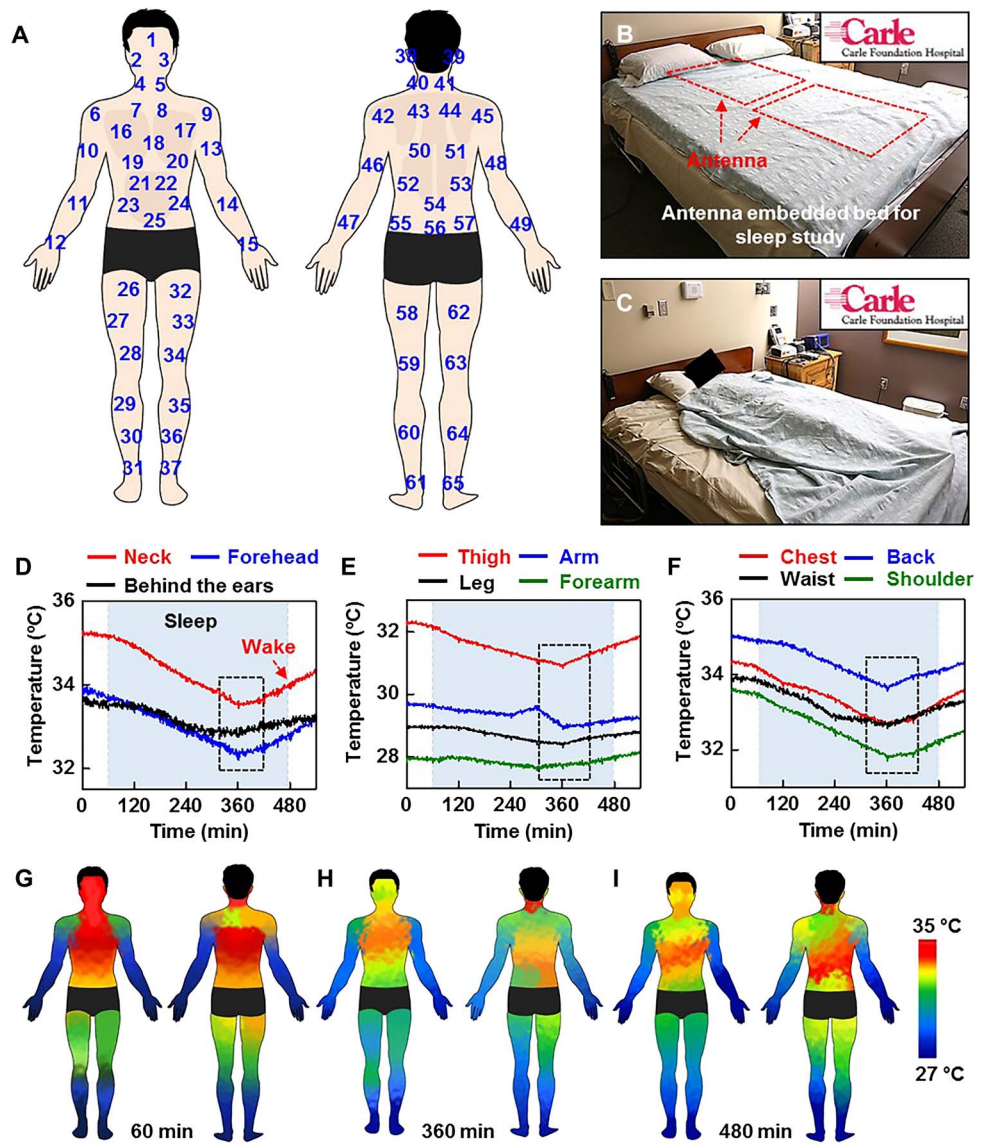 A
1
2 3
4 5
6 7 8 9
16 18 17
10 19 20 13
21 22
11 23 24 14
25
12 15
26 32
27 33
28 34
29 35
30 36
31 37
38 39
40 41
42 43 44 45
46 50 51 48
52 53
54
47 55 56 57 49
58 62
59 63
60 64
61 65
B
Carle
Carle Foundation Hospital
Antenna
Antenna embedded bed for
sleep study
C
Carle
Carle Foundation Hospital
D
Neck Forehead
Behind the ears
Temperature (ºC)
36
34
32
Sleep
Wake
0 120 240 360 480
Time (min)
E
Thigh Arm
Leg Forearm
Temperature (ºC)
32
30
28
0 120 240 360 480
Time (min)
F
Chest Back
Waist Shoulder
Temperature (ºC)
36
34
32
0 120 240 360 480
Time (min)
G
60 min
H
360 min
I
480 min
35 ºC
27 ºC